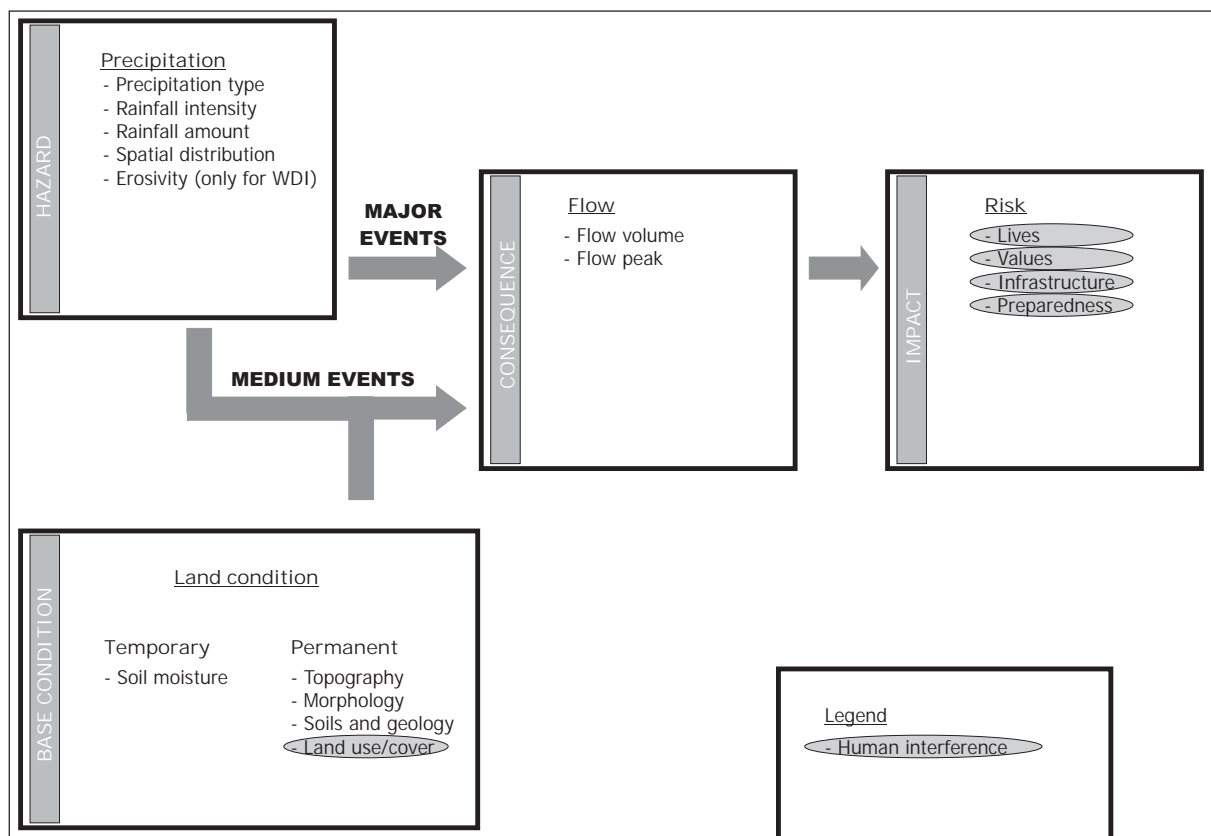 HAZARD
Precipitation
- Precipitation type
- Rainfall intensity
- Rainfall amount
- Spatial distribution
- Erosivity (only for WDI)
MAJOR
EVENTS
MEDIUM EVENTS
CONSEQUENCE
Flow
- Flow volume
- Flow peak
IMPACT
Risk
- Lives
- Values
- Infrastructure
- Preparedness
BASE CONDITION
Land condition
Temporary
- Soil moisture
Permanent
- Topography
- Morphology
- Soils and geology
- Land use/cover
Legend
- Human interference